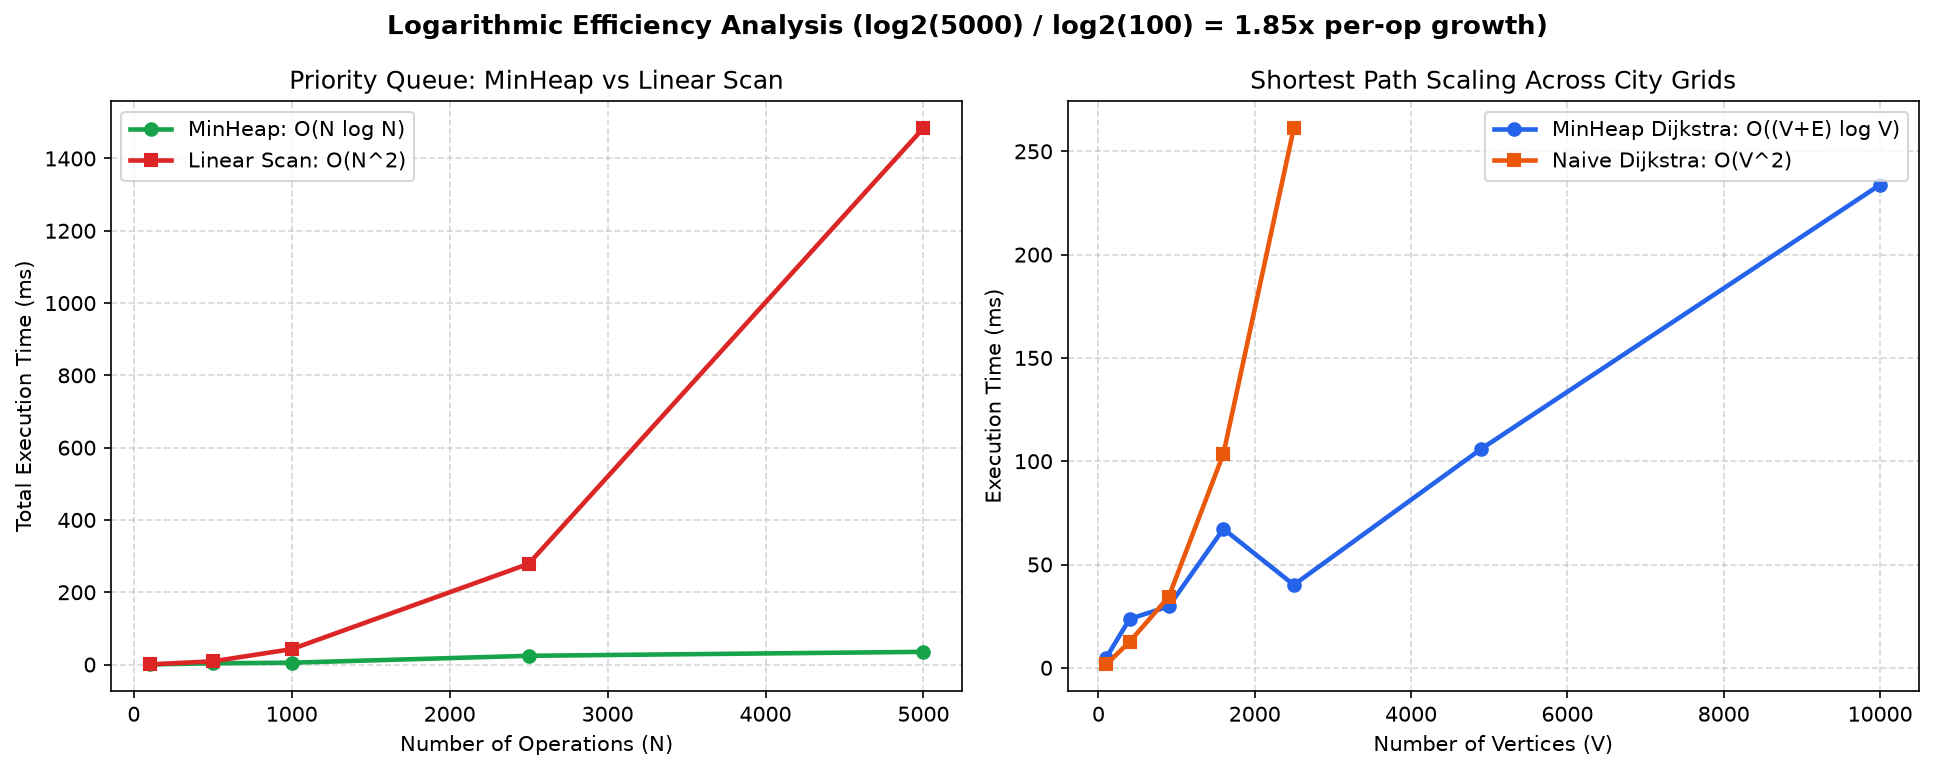 Logarithmic Efficiency Analysis (log2(5000) / log2(100) = 1.85x per-op growth)
Priority Queue: MinHeap vs Linear Scan
MinHeap: O(N log N)
Linear Scan: O(N^2)
Total Execution Time (ms)
1400
1200
1000
800
600
400
200
0
0
1000
2000
3000
4000
5000
Number of Operations (N)
Shortest Path Scaling Across City Grids
MinHeap Dijkstra: O((V+E) log V)
Naive Dijkstra: O(V^2)
Execution Time (ms)
250
200
150
100
50
0
0
2000
4000
6000
8000
10000
Number of Vertices (V)